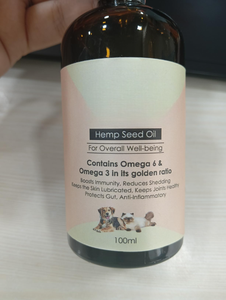 Hemp Seed Oil
For Overall Well-being
Contains Omega 6 &
Omega 3 in its golden ratio
Boosts Immunity, Reduces Shedding,
Keeps the Skin Lubricated, Keeps Joints Healthy,
Protects Gut, Anti-Inflammatory
100ml